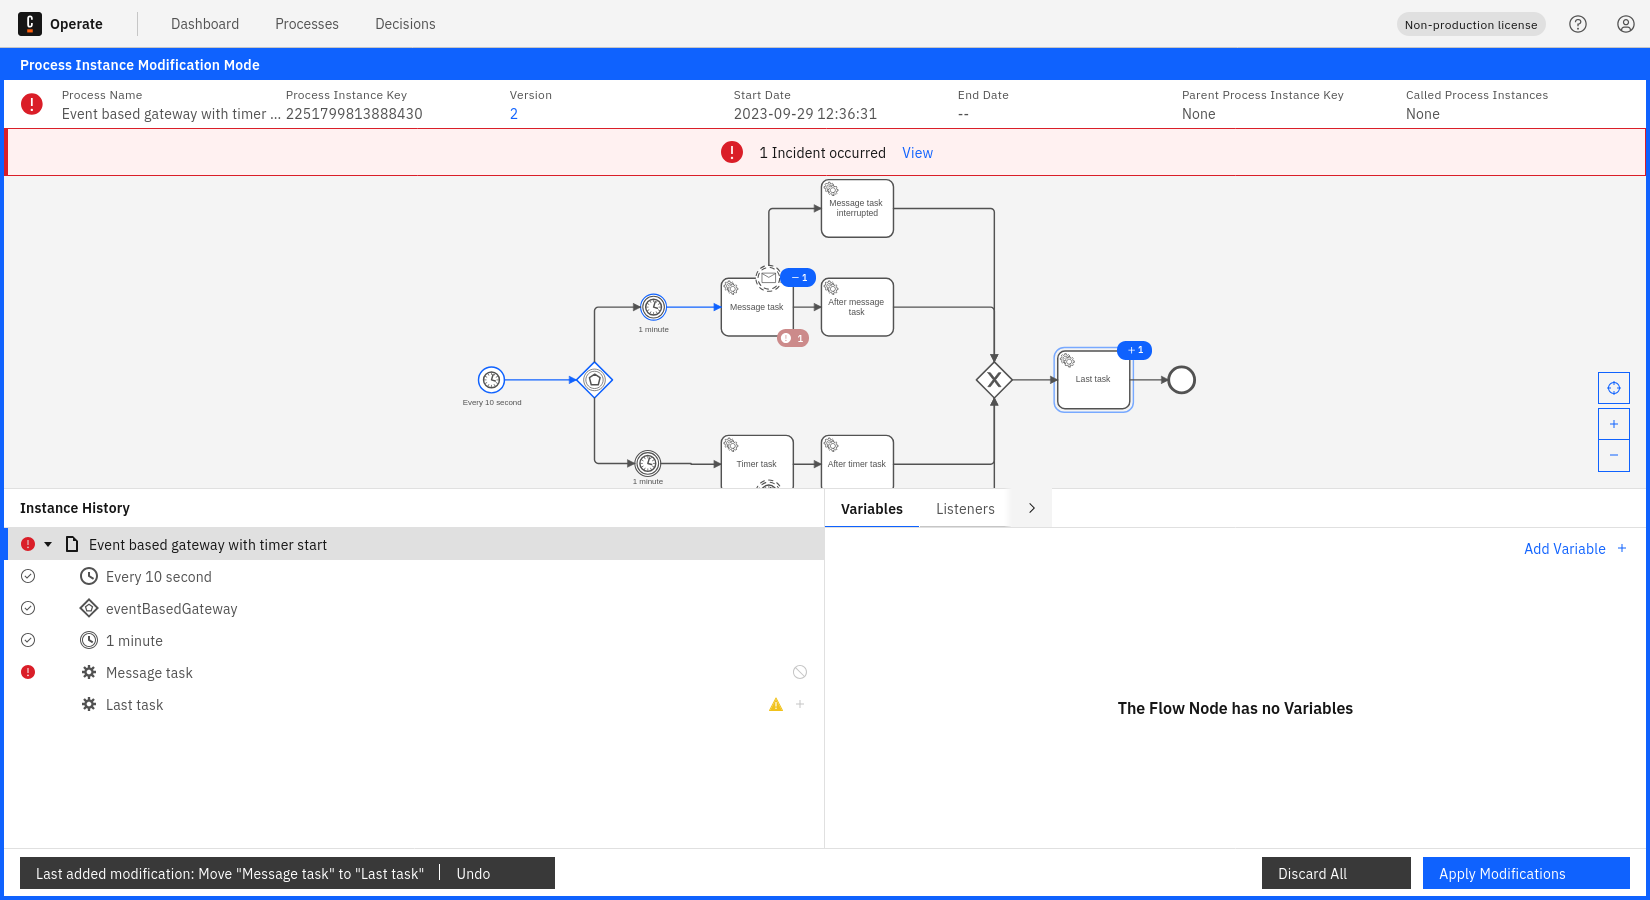 Operate
Dashboard
Processes
Decisions
Non-production license
Process Instance Modification Mode
Process Name
Process Instance Key
Version
Start Date
End Date
Parent Process Instance Key
Called Process Instances
Event based gateway with timer ...
2251799813888430
2
2023-09-29 12:36:31
--
None
None
1 Incident occurred
View
Message task
interrupted
− 1
Message task
After message
task
1 minute
1
+ 1
Last task
Every 10 second
Timer task
After timer task
1 minute
+
−
Instance History
Variables
Listeners
Event based gateway with timer start
Add Variable +
Every 10 second
eventBasedGateway
1 minute
Message task
Last task
The Flow Node has no Variables
Last added modification: Move "Message task" to "Last task"
Undo
Discard All
Apply Modifications